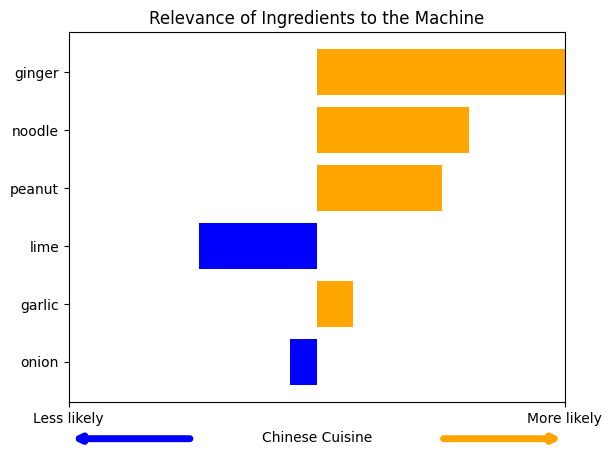 Relevance of Ingredients to the Machine
ginger
noodle
peanut
lime
garlic
onion
Less likely
More likely
Chinese Cuisine